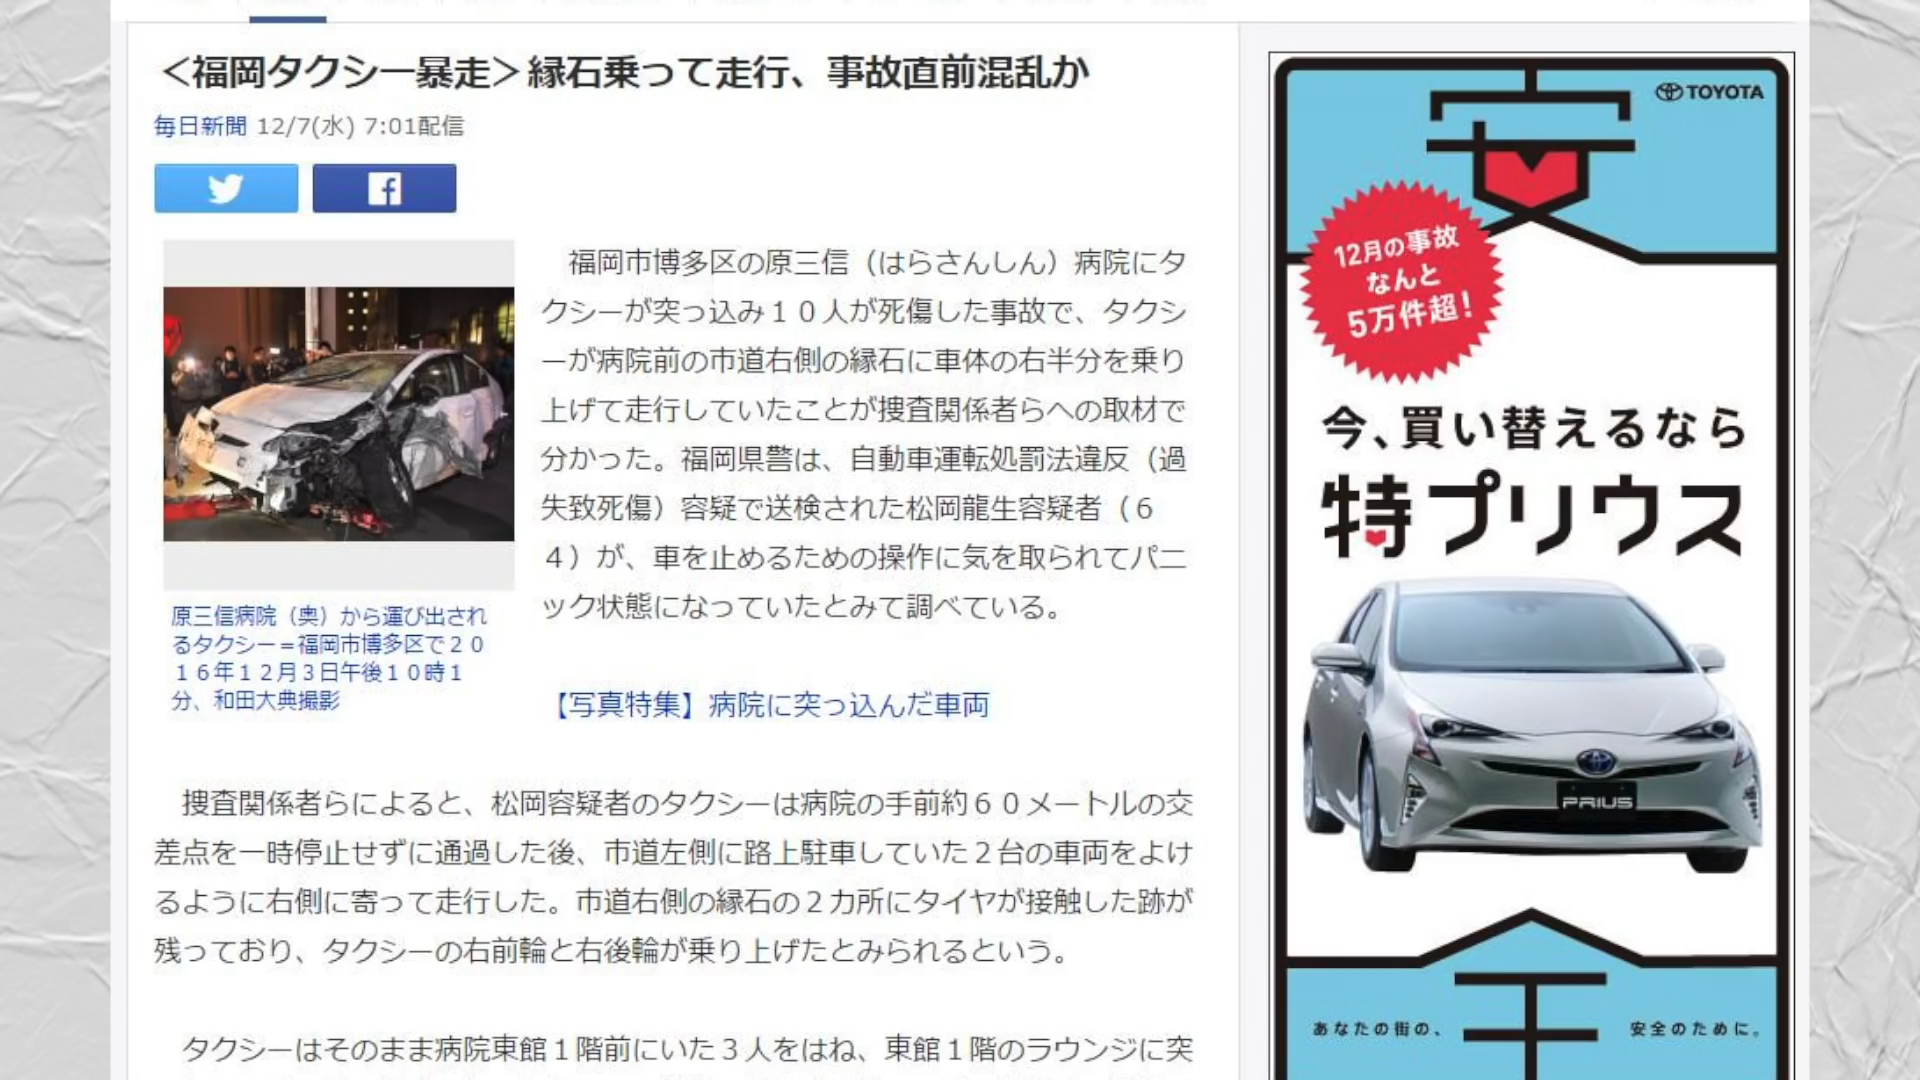 ＜福岡タクシー暴走＞縁石乗って走行、事故直前混乱か
毎日新聞 12/7(水) 7:01配信
福岡市博多区の原三信（はらさんしん）病院にタ
クシーが突っ込み１０人が死傷した事故で、タクシ
ーが病院前の市道右側の縁石に車体の右半分を乗り
上げて走行していたことが捜査関係者らへの取材で
分かった。福岡県警は、自動車運転処罰法違反（過
失致死傷）容疑で送検された松岡龍生容疑者（６
４）が、車を止めるための操作に気を取られてパニ
ック状態になっていたとみて調べている。
原三信病院（奥）から運び出され
るタクシー＝福岡市博多区で２０
１６年１２月３日午後１０時１
分、和田大典撮影
【写真特集】病院に突っ込んだ車両
捜査関係者らによると、松岡容疑者のタクシーは病院の手前約６０メートルの交
差点を一時停止せずに通過した後、市道左側に路上駐車していた２台の車両をよけ
るように右側に寄って走行した。市道右側の縁石の２カ所にタイヤが接触した跡が
残っており、タクシーの右前輪と右後輪が乗り上げたとみられるという。
タクシーはそのまま病院東館１階前にいた３人をはね、東館１階のラウンジに突
TOYOTA
安
12月の事故
なんと
5万件超！
今、買い替えるなら
特プリウス
PRIUS
あなたの街の、
安全のために。